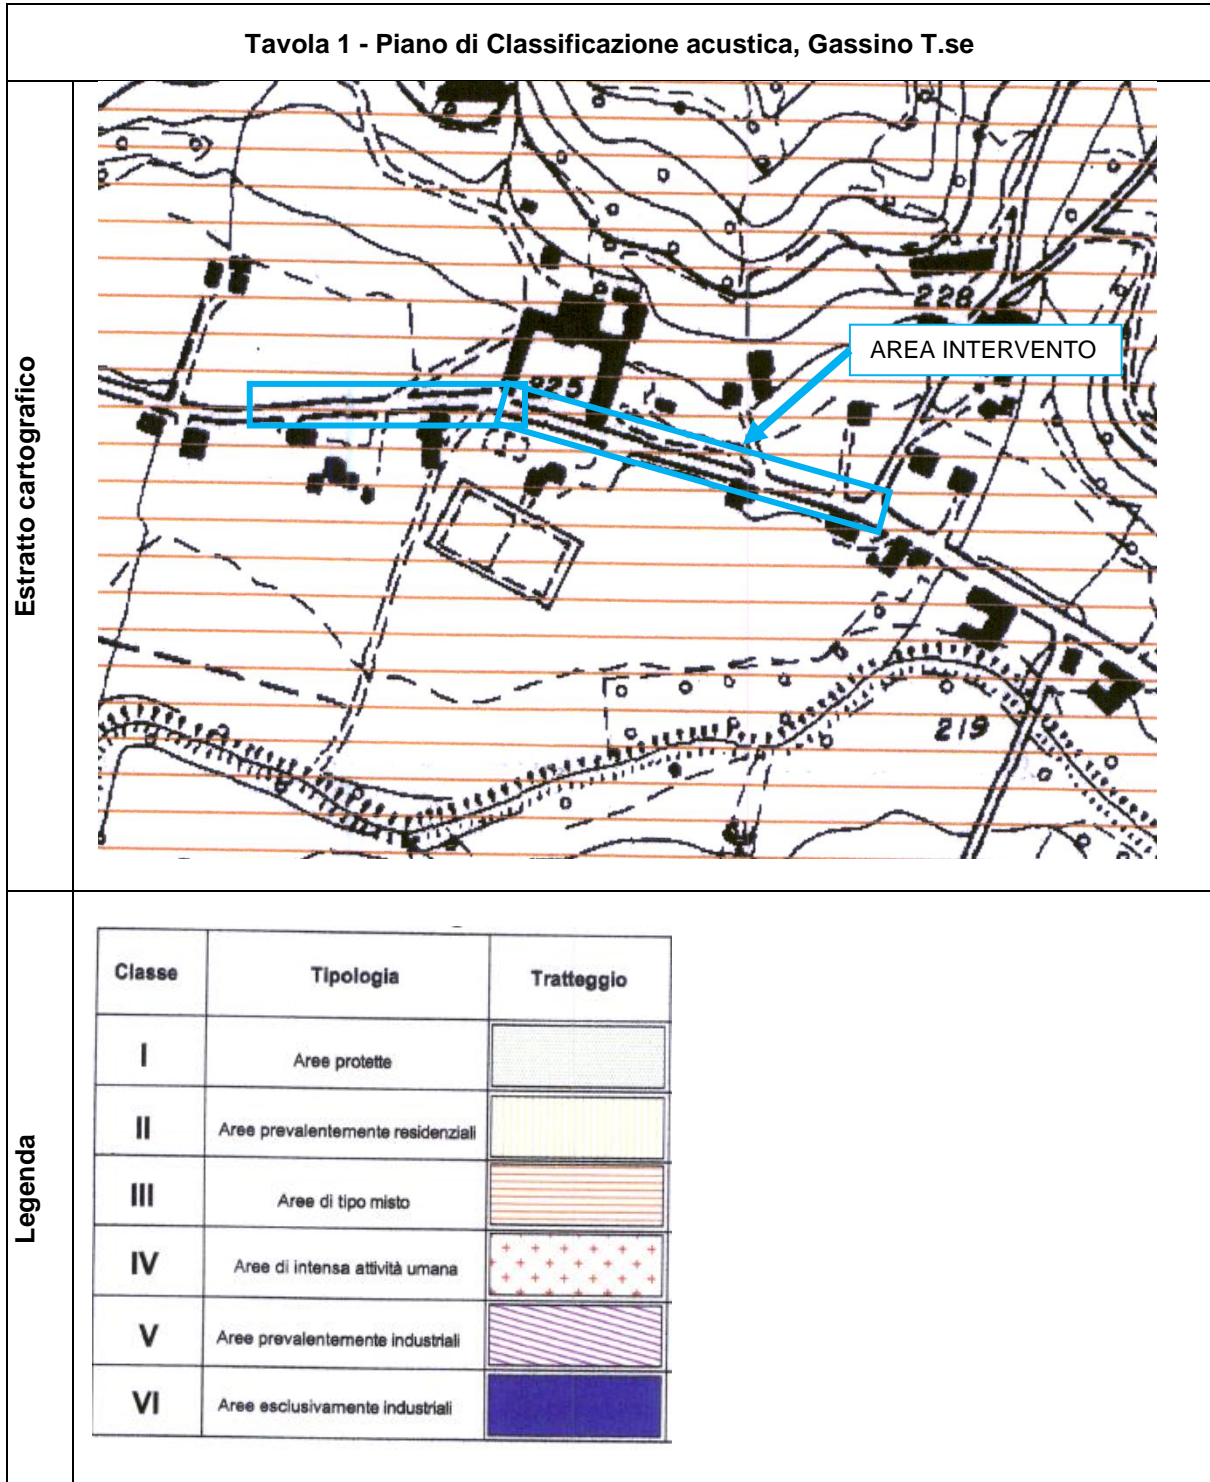 Tavola 1 - Piano di Classificazione acustica, Gassino T.se
Estratto cartografico
228
AREA INTERVENTO
225
219
Legenda
Classe Tipologia Tratteggio
I Aree protette
II Aree prevalentemente residenziali
III Aree di tipo misto
IV Aree di intensa attività umana
V Aree prevalentemente industriali
VI Aree esclusivamente industriali